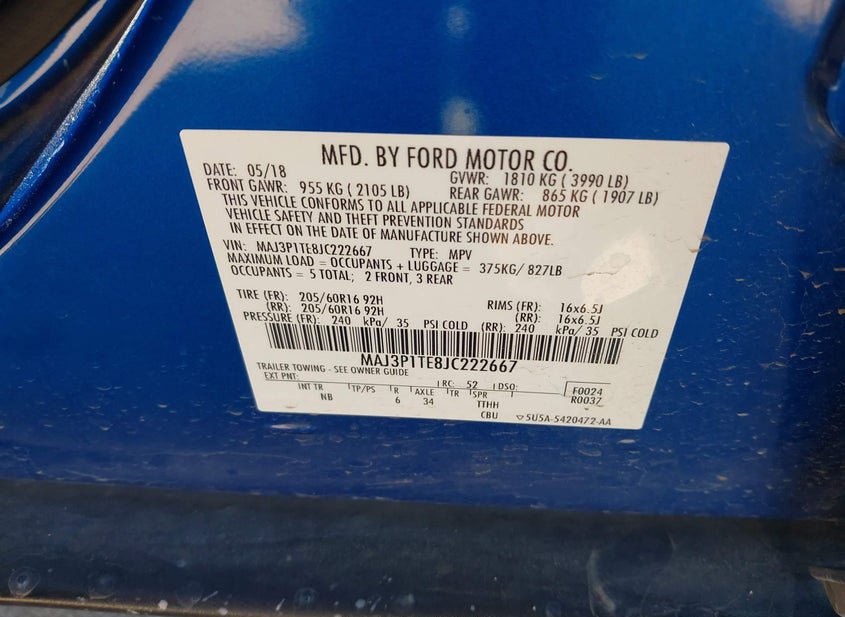 MFD. BY FORD MOTOR CO.
DATE: 05/18 GVWR: 1810 KG ( 3990 LB)
FRONT GAWR: 955 KG ( 2105 LB) REAR GAWR: 865 KG ( 1907 LB)
THIS VEHICLE CONFORMS TO ALL APPLICABLE FEDERAL MOTOR
VEHICLE SAFETY AND THEFT PREVENTION STANDARDS
IN EFFECT ON THE DATE OF MANUFACTURE SHOWN ABOVE.
VIN: MAJ3P1TE8JC222667 TYPE: MPV
MAXIMUM LOAD = OCCUPANTS + LUGGAGE = 375KG/ 827LB
OCCUPANTS = 5 TOTAL; 2 FRONT, 3 REAR
TIRE (FR): 205/60R16 92H RIMS (FR): 16x6.5J
(RR): 205/60R16 92H (RR): 16x6.5J
PRESSURE (FR): 240 kPa/ 35 PSI COLD (RR): 240 kPa/ 35 PSI COLD
MAJ3P1TE8JC222667
TRAILER TOWING - SEE OWNER GUIDE
EXT PNT: RC: 52 DSO: F0024
INT TR TP/PS R AXLE TR SPR R0037
NB 6 34 TTHH
CBU ▽5U5A-5420472-AA